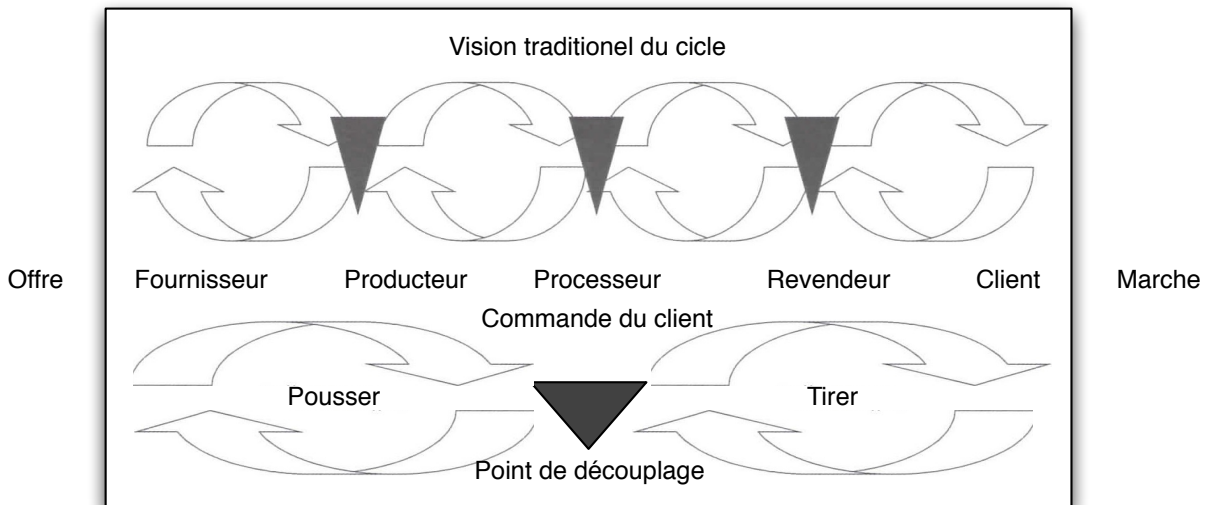 Vision traditionel du cicle
Offre Fournisseur Producteur Processeur Revendeur Client Marche
Commande du client
Pousser Tirer
Point de découplage